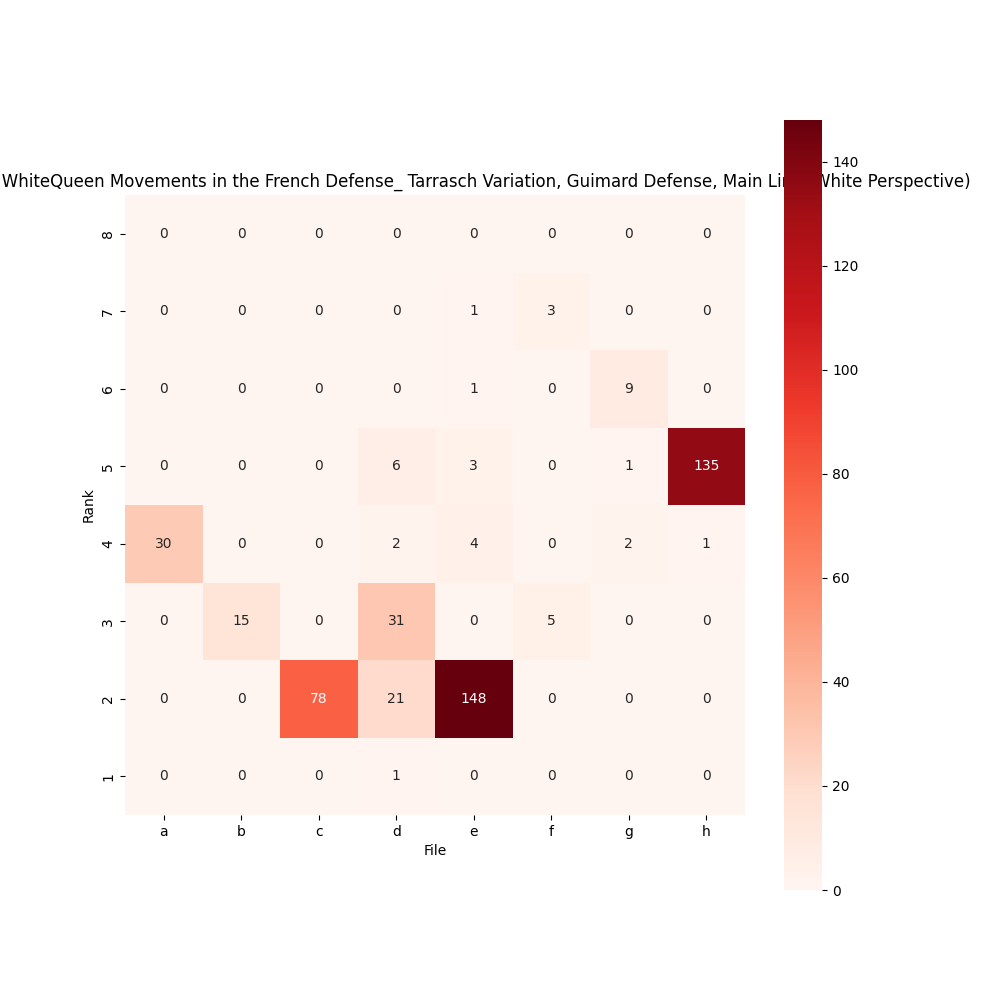 WhiteQueen Movements in the French Defense_ Tarrasch Variation, Guimard Defense, Main Lin White Perspective)
8 0 0 0 0 0 0 0 0
7 0 0 0 0 1 3 0 0
6 0 0 0 0 1 0 9 0
5 0 0 0 6 3 0 1 135
4 30 0 0 2 4 0 2 1
3 0 15 0 31 0 5 0 0
2 0 0 78 21 148 0 0 0
1 0 0 0 1 0 0 0 0
a b c d e f g h
File
Rank
140
120
100
80
60
40
20
0